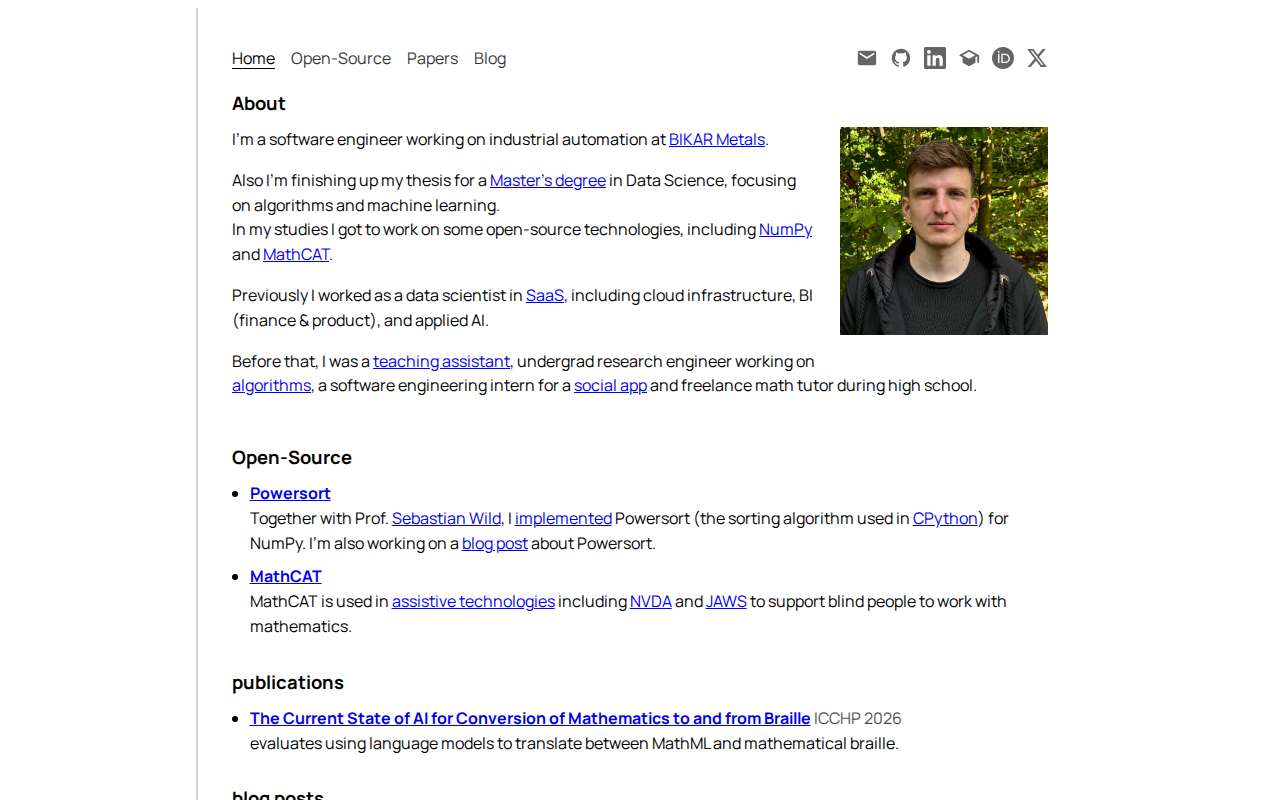 Home Open-Source Papers Blog
in iD X
About
I'm a software engineer working on industrial automation at BIKAR Metals.
Also I'm finishing up my thesis for a Master's degree in Data Science, focusing
on algorithms and machine learning.
In my studies I got to work on some open-source technologies, including NumPy
and MathCAT.
Previously I worked as a data scientist in SaaS, including cloud infrastructure, BI
(finance & product), and applied AI.
Before that, I was a teaching assistant, undergrad research engineer working on
algorithms, a software engineering intern for a social app and freelance math tutor during high school.
Open-Source
Powersort
Together with Prof. Sebastian Wild, I implemented Powersort (the sorting algorithm used in CPython) for
NumPy. I'm also working on a blog post about Powersort.
MathCAT
MathCAT is used in assistive technologies including NVDA and JAWS to support blind people to work with
mathematics.
publications
The Current State of AI for Conversion of Mathematics to and from Braille ICCHP 2026
evaluates using language models to translate between MathML and mathematical braille.
blog posts